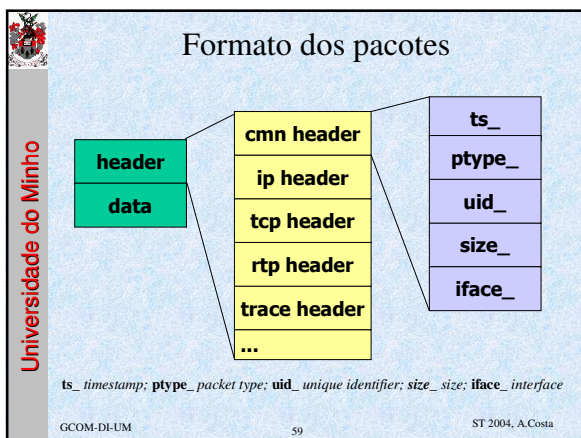 Formato dos pacotes
Universidade do Minho
header
data
cmn header
ip header
tcp header
rtp header
trace header
...
ts_
ptype_
uid_
size_
iface_
ts_ timestamp; ptype_ packet type; uid_ unique identifier; size_ size; iface_ interface
GCOM-DI-UM
59
ST 2004, A.Costa